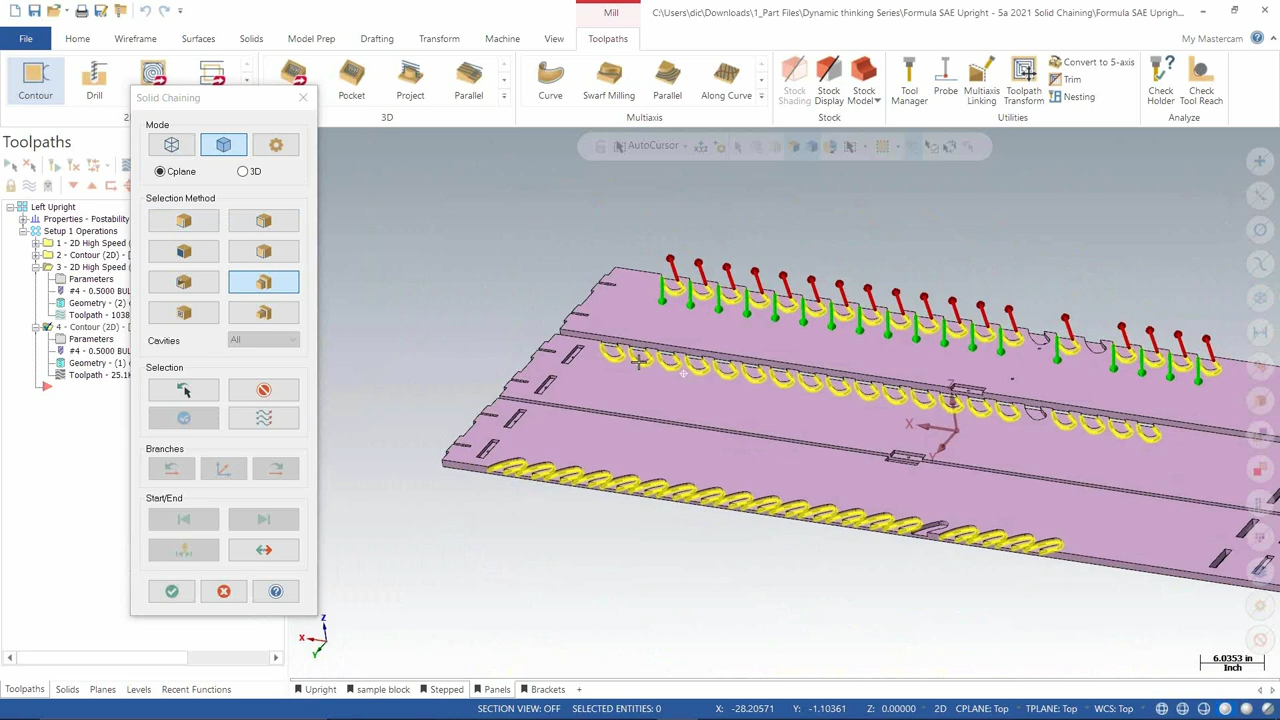 Mill
C:\Users\dic\Downloads\1_Part Files\Dynamic thinking Series\Formula SAE Upright - 5a 2021 Solid Chaining\Formula SAE Uprigh...
File
Home
Wireframe
Surfaces
Solids
Model Prep
Drafting
Transform
Machine
View
Toolpaths
My Mastercam
Contour
Drill
Pocket
Project
Parallel
Curve
Swarf Milling
Parallel
Along Curve
Stock Shading
Stock Display
Stock Model
Tool Manager
Probe
Multiaxis Linking
Toolpath Transform
Convert to 5-axis
Trim
Nesting
Check Holder
Check Tool Reach
3D
Multiaxis
Stock
Utilities
Analyze
Solid Chaining
Mode
Cplane
3D
Selection Method
Cavities
All
Selection
Branches
Start/End
Toolpaths
Left Upright
Properties - Postability
Setup 1 Operations
1 - 2D High Speed (
2 - Contour (2D) - [
3 - 2D High Speed (
Parameters
#4 - 0.5000 BUL
Geometry - (2)
Toolpath - 1038
4 - Contour (2D) - [
Parameters
#4 - 0.5000 BUL
Geometry - (1)
Toolpath - 25.1K
AutoCursor
X
Y
Z
Z
X
Y
6.0353 in
Inch
Toolpaths
Solids
Planes
Levels
Recent Functions
Upright
sample block
Stepped
Panels
Brackets
+
SECTION VIEW: OFF
SELECTED ENTITIES: 0
X: -28.20571
Y: -1.10361
Z: 0.00000
2D
CPLANE: Top
TPLANE: Top
WCS: Top